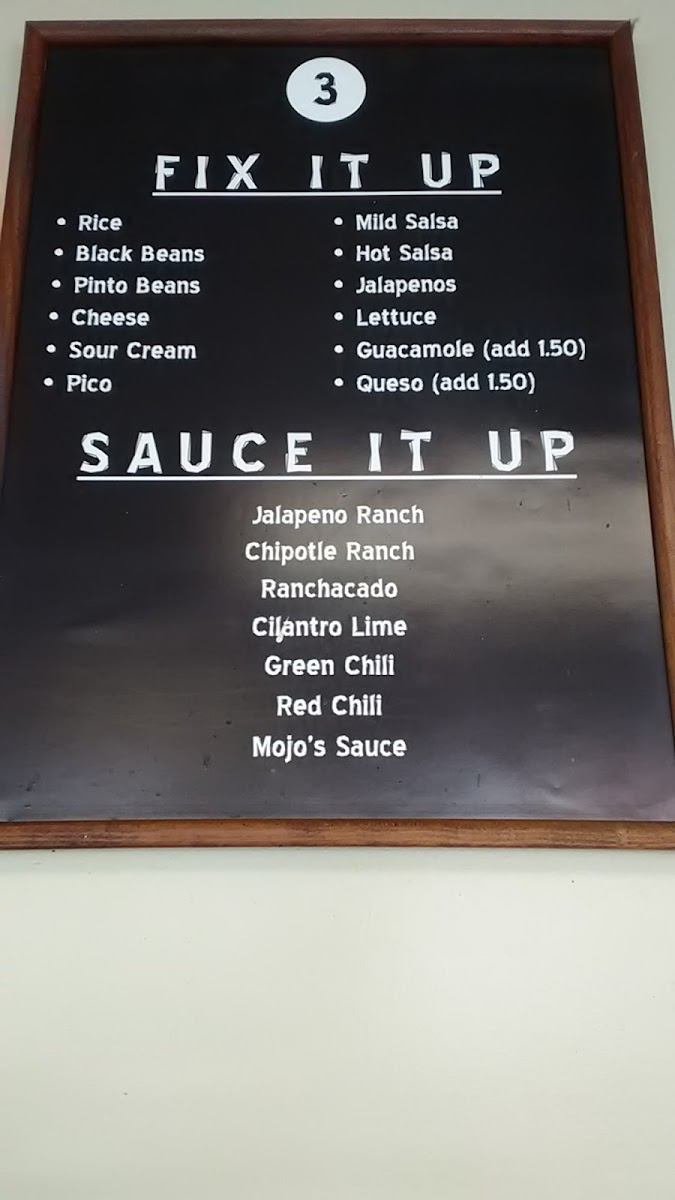 3
FIX IT UP
• Rice
• Black Beans
• Pinto Beans
• Cheese
• Sour Cream
• Pico
• Mild Salsa
• Hot Salsa
• Jalapenos
• Lettuce
• Guacamole (add 1.50)
• Queso (add 1.50)
SAUCE IT UP
Jalapeno Ranch
Chipotle Ranch
Ranchacado
Cilantro Lime
Green Chili
Red Chili
Mojo's Sauce